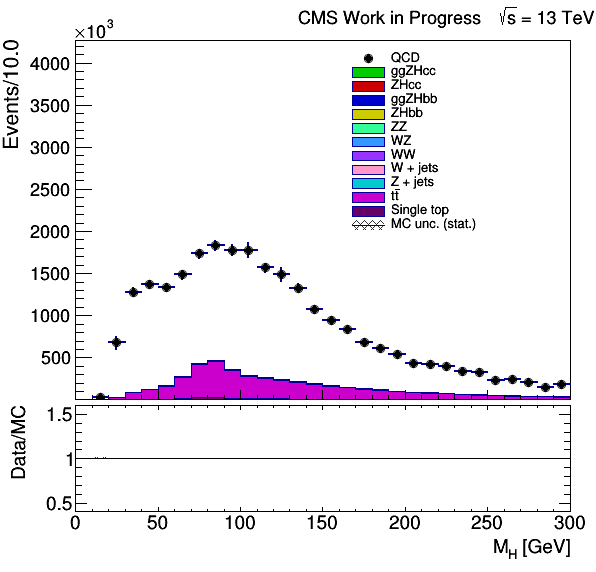 CMS Work in Progress √s = 13 TeV
×10³
Events/10.0
4000
3500
3000
2500
2000
1500
1000
500
QCD
ggZHcc
ZHcc
ggZHbb
ZHbb
ZZ
WZ
WW
W + jets
Z + jets
tt̄
Single top
MC unc. (stat.)
Data/MC
1.5
1
0.5
0 50 100 150 200 250 300
M_H [GeV]